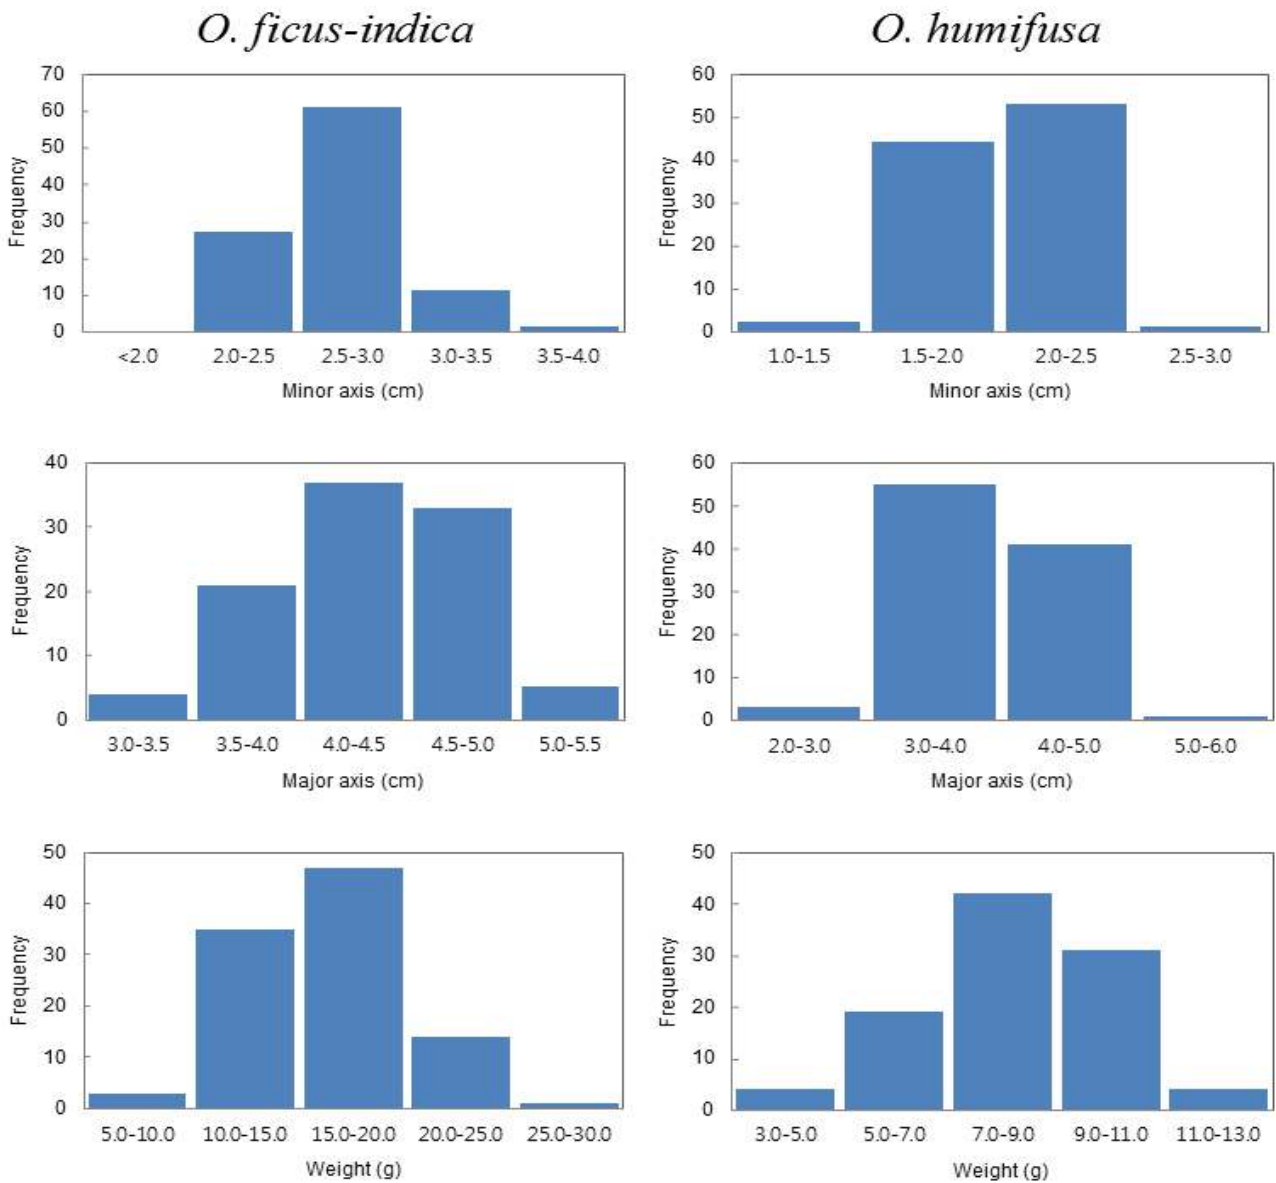 O. ficus-indica
70
60
50
40
30
20
10
0
Frequency
<2.0 2.0-2.5 2.5-3.0 3.0-3.5 3.5-4.0
Minor axis (cm)
O. humifusa
60
50
40
30
20
10
0
Frequency
1.0-1.5 1.5-2.0 2.0-2.5 2.5-3.0
Minor axis (cm)
40
30
20
10
0
Frequency
3.0-3.5 3.5-4.0 4.0-4.5 4.5-5.0 5.0-5.5
Major axis (cm)
60
50
40
30
20
10
0
Frequency
2.0-3.0 3.0-4.0 4.0-5.0 5.0-6.0
Major axis (cm)
50
40
30
20
10
0
Frequency
5.0-10.0 10.0-15.0 15.0-20.0 20.0-25.0 25.0-30.0
Weight (g)
50
40
30
20
10
0
Frequency
3.0-5.0 5.0-7.0 7.0-9.0 9.0-11.0 11.0-13.0
Weight (g)